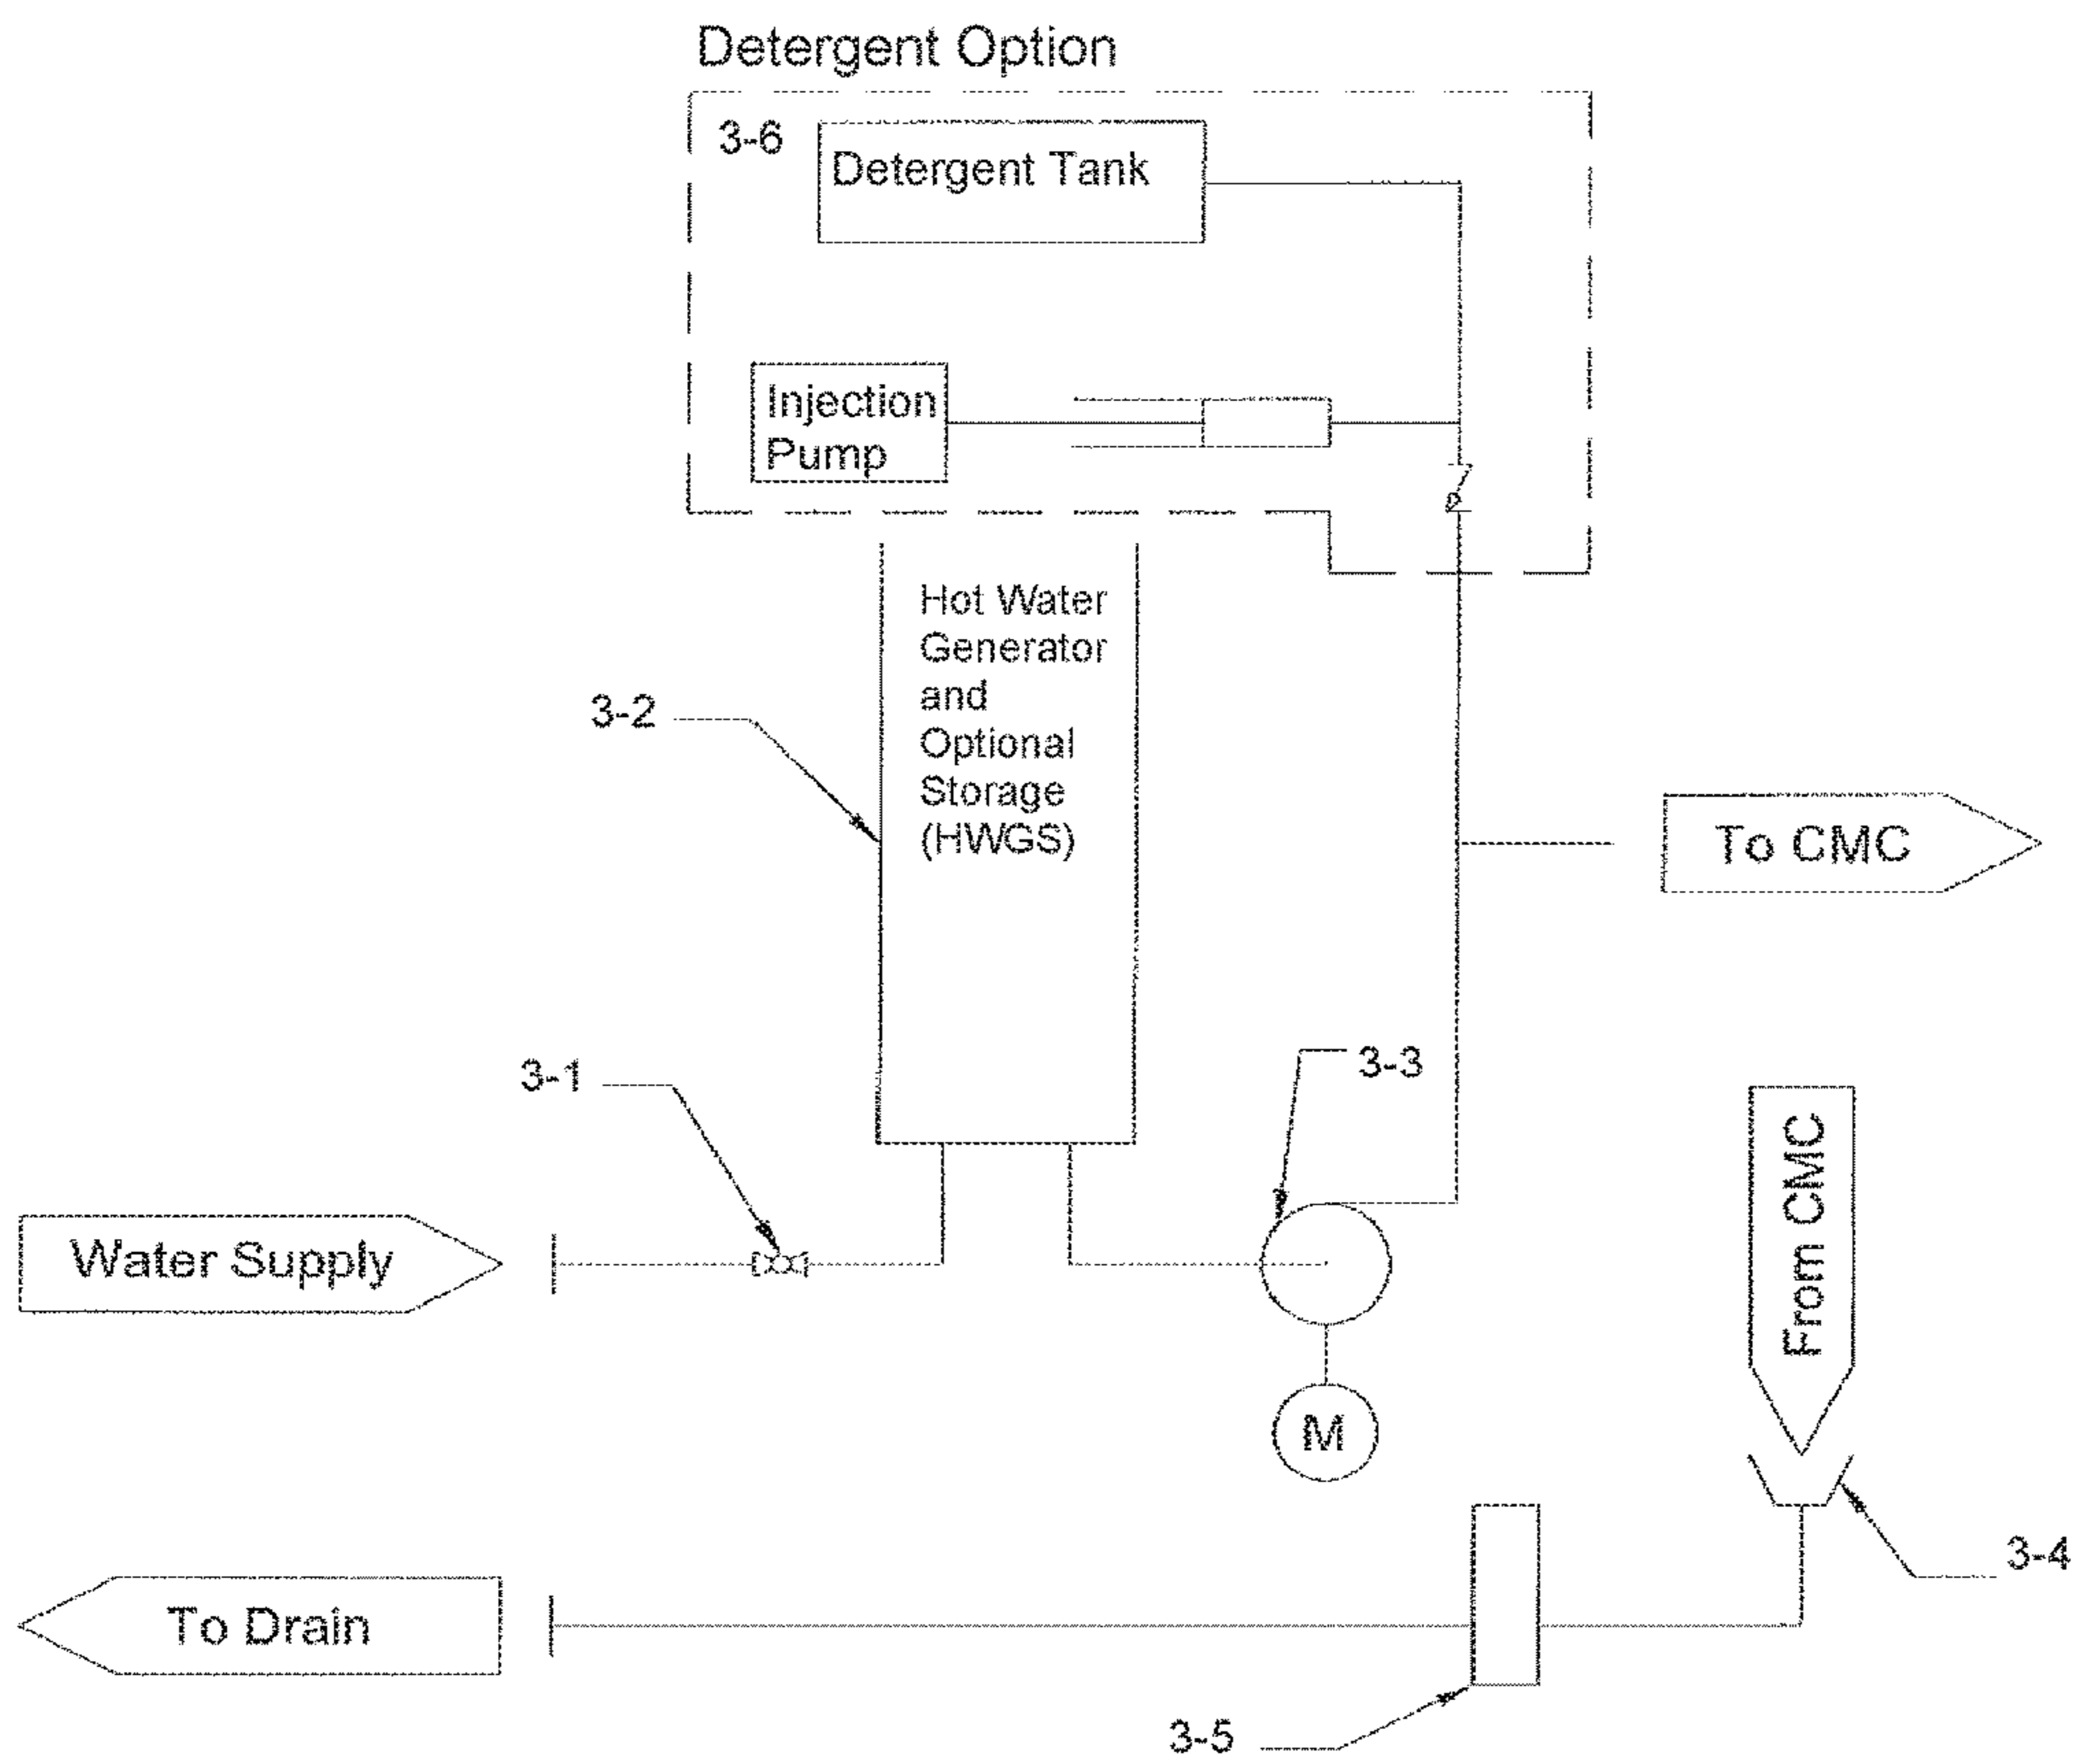 Detergent Option
3-6
Detergent Tank
Injection
Pump
Hot Water
Generator
and
Optional
Storage
(HWGS)
3-2
To CMC
3-1
3-3
From CMC
Water Supply
M
3-4
To Drain
3-5